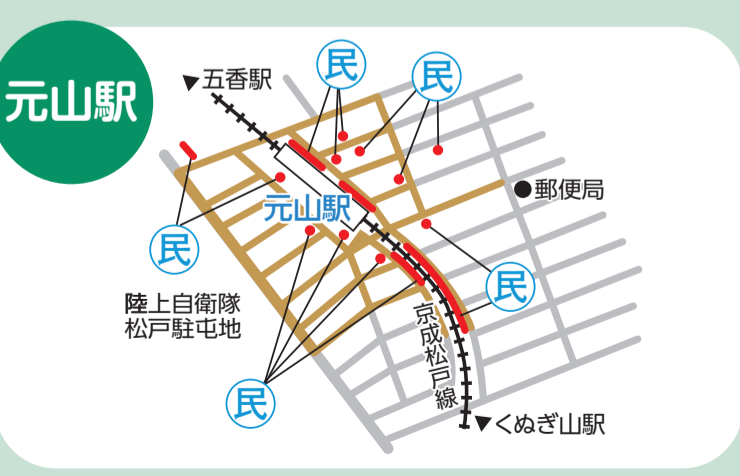 元山駅
▼五香駅
民
民
元山駅
●郵便局
民
陸上自衛隊
松戸駐屯地
民
京成松戸線
民
▼くぬぎ山駅